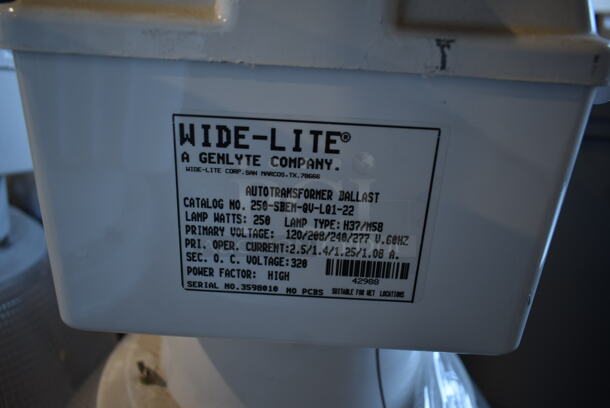 WIDE-LITE®
A GENLYTE COMPANY.
WIDE-LITE CORP.SAN MARCOS.TX.78666
AUTOTRANSFORMER BALLAST
CATALOG NO. 250-SBEM-QV-LQ1-22
LAMP WATTS: 250 LAMP TYPE: H37/M58
PRIMARY VOLTAGE: 120/208/240/277 V.60HZ
PRI. OPER. CURRENT:2.5/1.4/1.25/1.08 A.
SEC. O. C. VOLTAGE:320
POWER FACTOR: HIGH
42988
SERIAL NO.3598010 NO PCBS SUITABLE FOR WET LOCATIONS